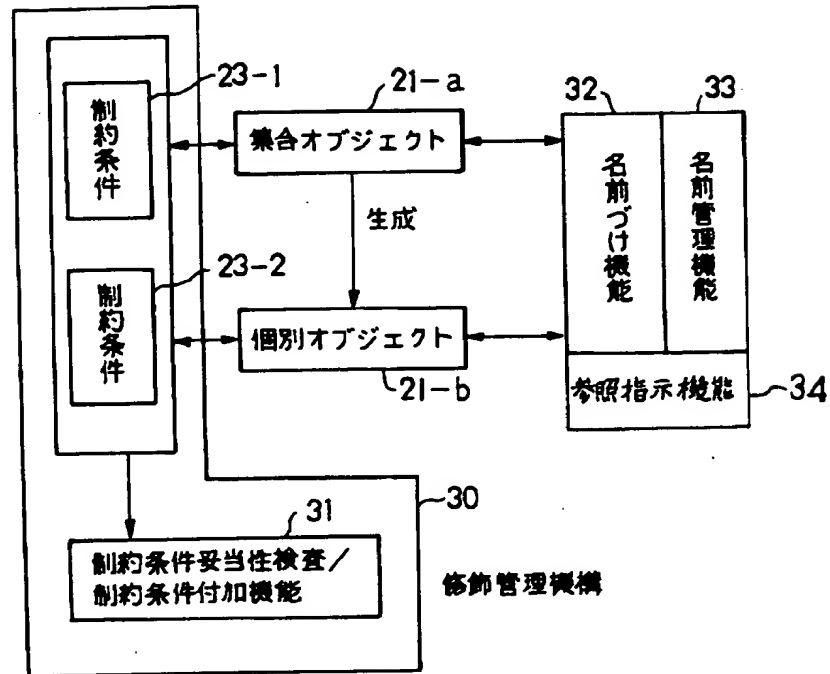 23-1
制約条件
21-a
集合オブジェクト
32
33
名前づけ機能
名前管理機能
生成
23-2
制約条件
個別オブジェクト
21-b
参照指示機能
34
30
31
制約条件妥当性検査/
制約条件付加機能
修飾管理機構